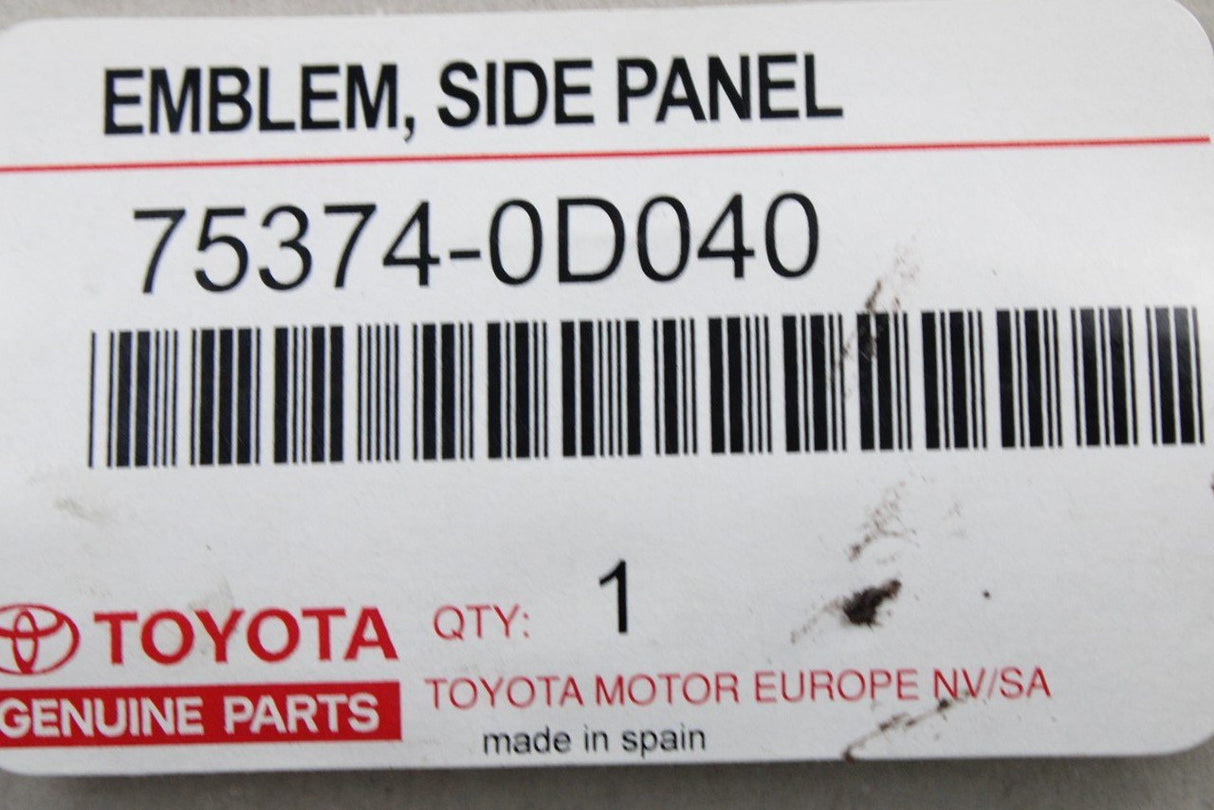 EMBLEM, SIDE PANEL
75374-0D040
TOYOTA QTY: 1
GENUINE PARTS TOYOTA MOTOR EUROPE NV/SA
made in spain